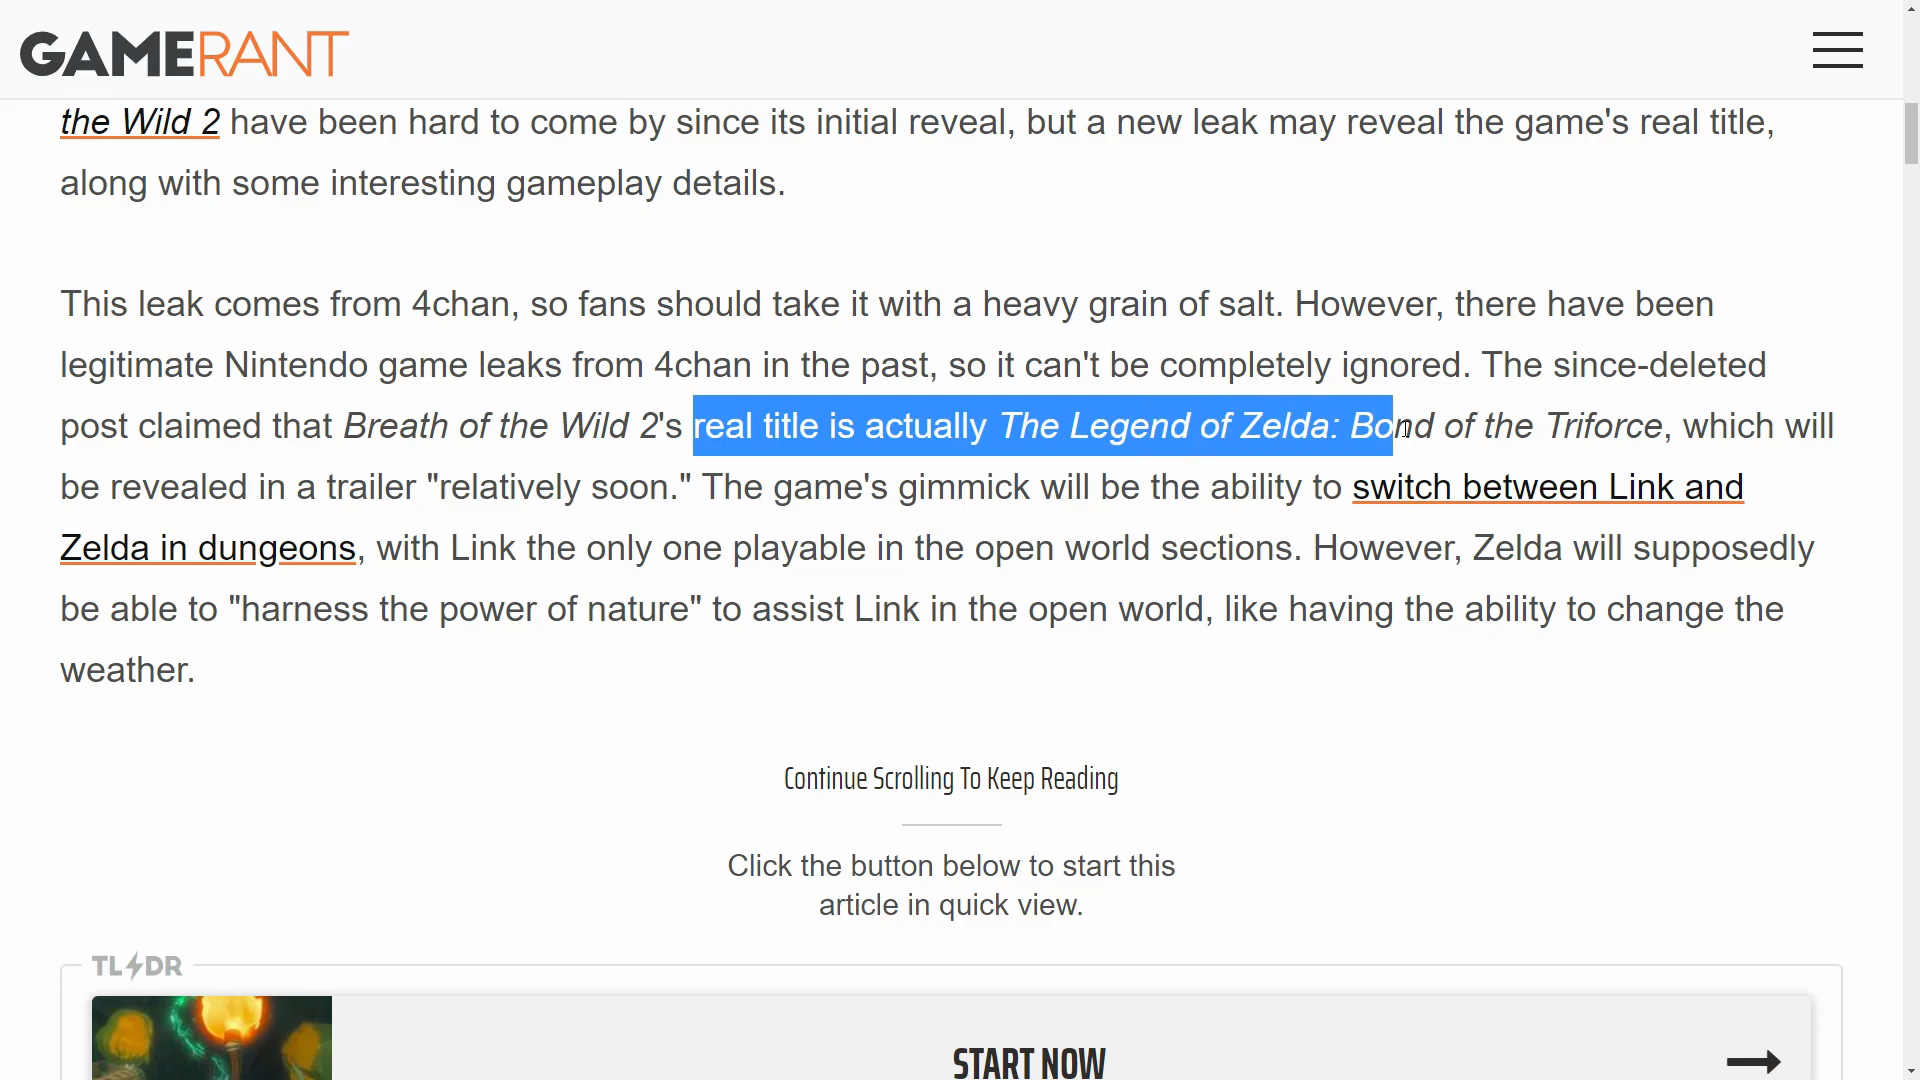 GAMERANT
the Wild 2 have been hard to come by since its initial reveal, but a new leak may reveal the game's real title,
along with some interesting gameplay details.
This leak comes from 4chan, so fans should take it with a heavy grain of salt. However, there have been
legitimate Nintendo game leaks from 4chan in the past, so it can't be completely ignored. The since-deleted
post claimed that Breath of the Wild 2's real title is actually The Legend of Zelda: Bond of the Triforce, which will
be revealed in a trailer "relatively soon." The game's gimmick will be the ability to switch between Link and
Zelda in dungeons, with Link the only one playable in the open world sections. However, Zelda will supposedly
be able to "harness the power of nature" to assist Link in the open world, like having the ability to change the
weather.
Continue Scrolling To Keep Reading
Click the button below to start this
article in quick view.
TL DR
START NOW